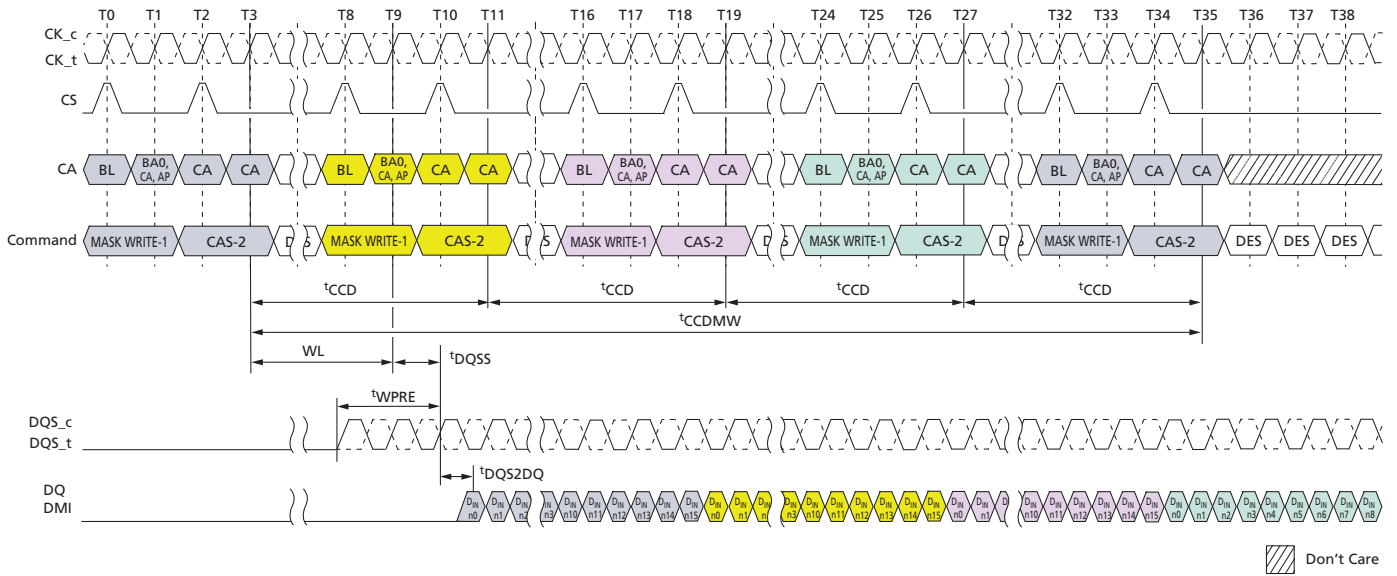 T0 T1 T2 T3 T8 T9 T10 T11 T16 T17 T18 T19 T24 T25 T26 T27 T32 T33 T34 T35 T36 T37 T38
CK_c
CK_t
CS
CA BL BA0, CA, AP CA CA BL BA0, CA, AP CA CA BL BA0, CA, AP CA CA BL BA0, CA, AP CA CA BL BA0, CA, AP CA CA
Command MASK WRITE-1 CAS-2 MASK WRITE-1 CAS-2 MASK WRITE-1 CAS-2 MASK WRITE-1 CAS-2 MASK WRITE-1 CAS-2 DES DES DES
tCCD tCCD tCCD tCCD
tCCDMW
WL tDQSS
tWPRE
DQS_c
DQS_t
tDQS2DQ
DQ
DMI
DIN n0 DIN n1 DIN n2 DIN n3 DIN n10 DIN n11 DIN n12 DIN n13 DIN n14 DIN n15 DIN n0 DIN n1 DIN n DIN n3 DIN n10 DIN n11 DIN n12 DIN n13 DIN n14 DIN n15 DIN n0 DIN n1 DIN n10 DIN n11 DIN n12 DIN n13 DIN n14 DIN n15 DIN n0 DIN n1 DIN n2 DIN n3 DIN n4 DIN n5 DIN n6 DIN n7 DIN n8
Don't Care